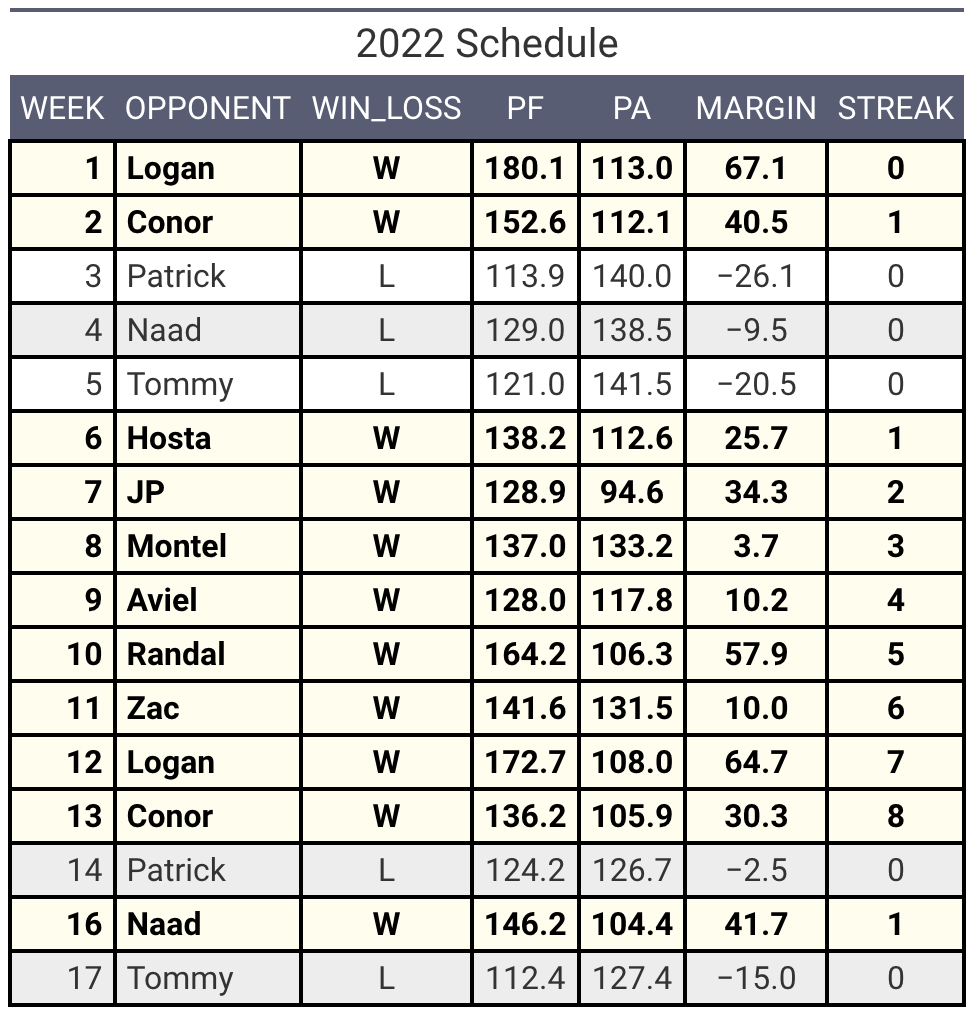 2022 Schedule
WEEK OPPONENT WIN_LOSS PF PA MARGIN STREAK
1 Logan W 180.1 113.0 67.1 0
2 Conor W 152.6 112.1 40.5 1
3 Patrick L 113.9 140.0 −26.1 0
4 Naad L 129.0 138.5 −9.5 0
5 Tommy L 121.0 141.5 −20.5 0
6 Hosta W 138.2 112.6 25.7 1
7 JP W 128.9 94.6 34.3 2
8 Montel W 137.0 133.2 3.7 3
9 Aviel W 128.0 117.8 10.2 4
10 Randal W 164.2 106.3 57.9 5
11 Zac W 141.6 131.5 10.0 6
12 Logan W 172.7 108.0 64.7 7
13 Conor W 136.2 105.9 30.3 8
14 Patrick L 124.2 126.7 −2.5 0
16 Naad W 146.2 104.4 41.7 1
17 Tommy L 112.4 127.4 −15.0 0